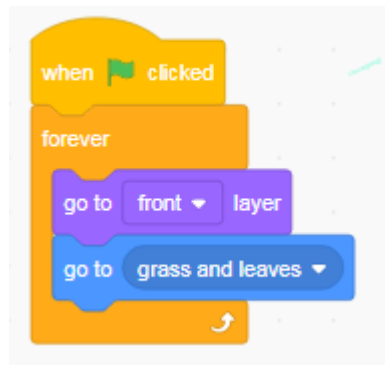 when clicked
forever
go to front layer
go to grass and leaves